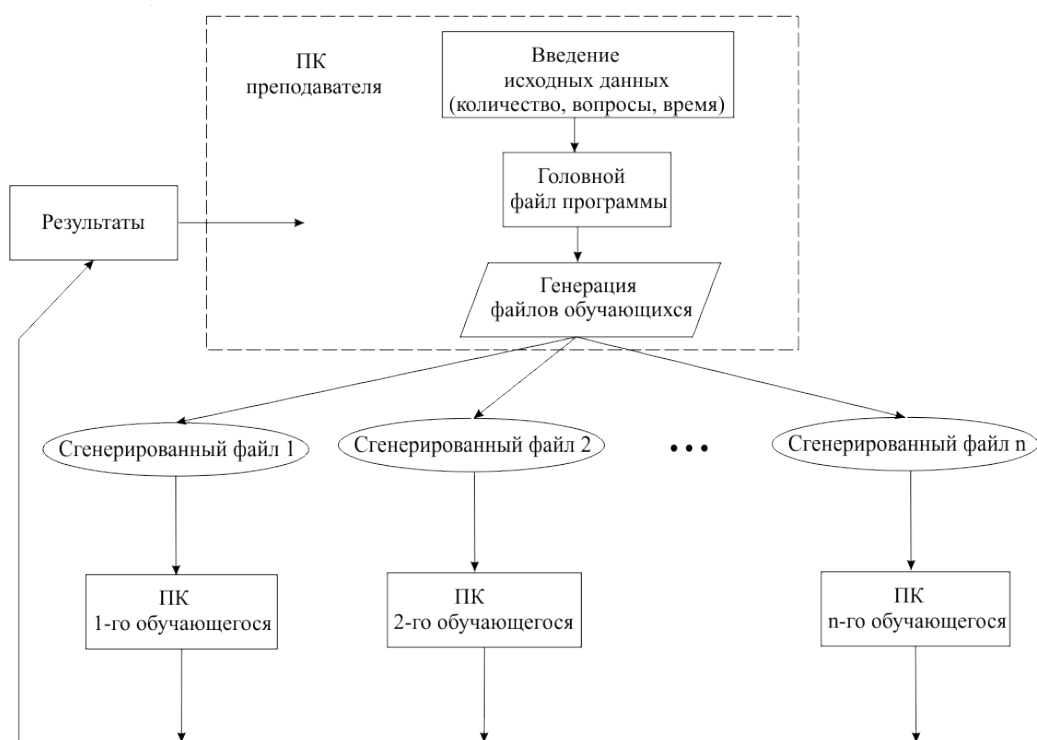 ПК
преподавателя
Введение
исходных данных
(количество, вопросы, время)
Головной
файл программы
Результаты
Генерация
файлов обучающихся
Сгенерированный файл 1
Сгенерированный файл 2
•••
Сгенерированный файл n
ПК
1-го обучающегося
ПК
2-го обучающегося
ПК
n-го обучающегося